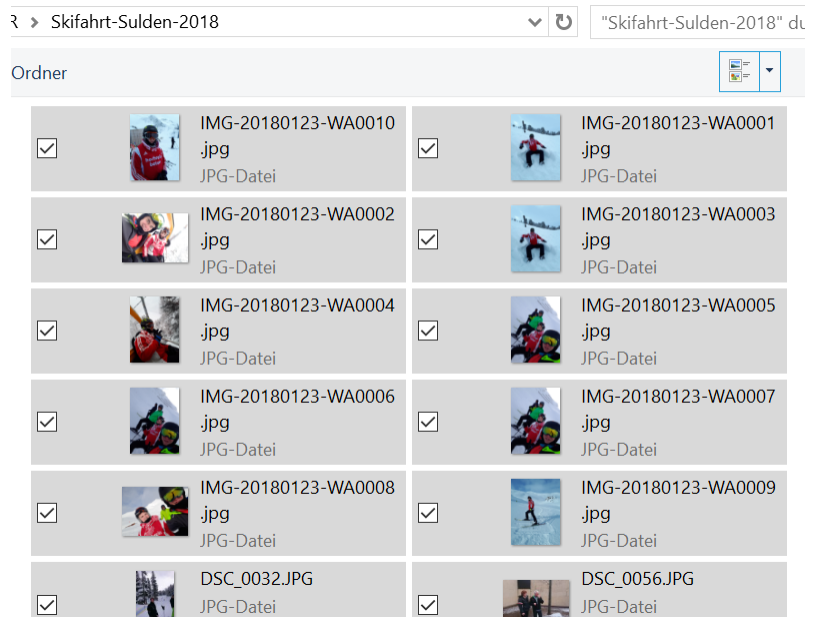 R > Skifahrt-Sulden-2018
"Skifahrt-Sulden-2018" du
Ordner
IMG-20180123-WA0010
.jpg
JPG-Datei
IMG-20180123-WA0001
.jpg
JPG-Datei
IMG-20180123-WA0002
.jpg
JPG-Datei
IMG-20180123-WA0003
.jpg
JPG-Datei
IMG-20180123-WA0004
.jpg
JPG-Datei
IMG-20180123-WA0005
.jpg
JPG-Datei
IMG-20180123-WA0006
.jpg
JPG-Datei
IMG-20180123-WA0007
.jpg
JPG-Datei
IMG-20180123-WA0008
.jpg
JPG-Datei
IMG-20180123-WA0009
.jpg
JPG-Datei
DSC_0032.JPG
JPG-Datei
DSC_0056.JPG
JPG-Datei